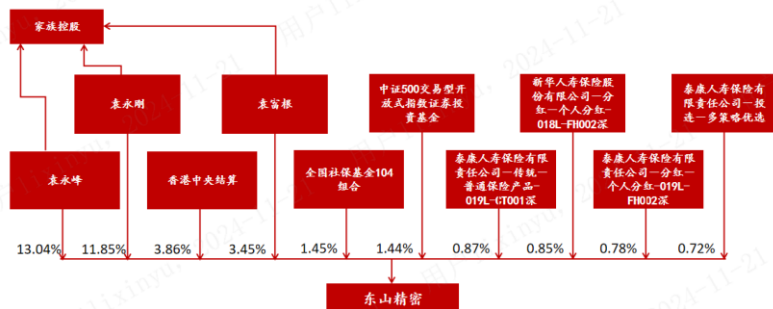 家族控股
袁永刚
袁富根
中证500交易型开
放式指数证券投
资基金
新华人寿保险股
份有限公司－分
红－个人分红-
018L-FH002深
泰康人寿保险有
限责任公司－投
连－多策略优选
袁永峰
香港中央结算
全国社保基金104
组合
泰康人寿保险有限
责任公司－传统－
普通保险产品-
019L-CT001深
泰康人寿保险有限
责任公司－分红－
个人分红-019L-
FH002深
13.04%
11.85%
3.86%
3.45%
1.45%
1.44%
0.87%
0.85%
0.78%
0.72%
东山精密